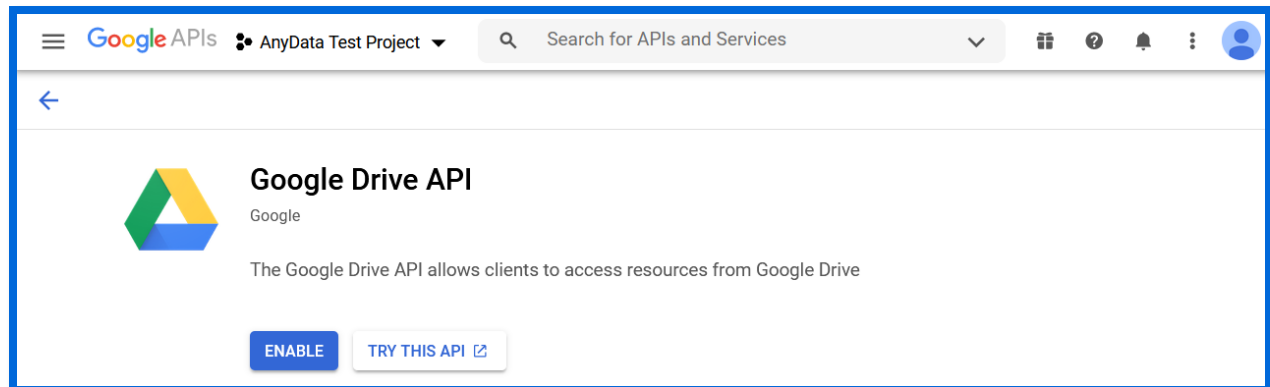 Google APIs AnyData Test Project Search for APIs and Services
Google Drive API
Google
The Google Drive API allows clients to access resources from Google Drive
ENABLE TRY THIS API